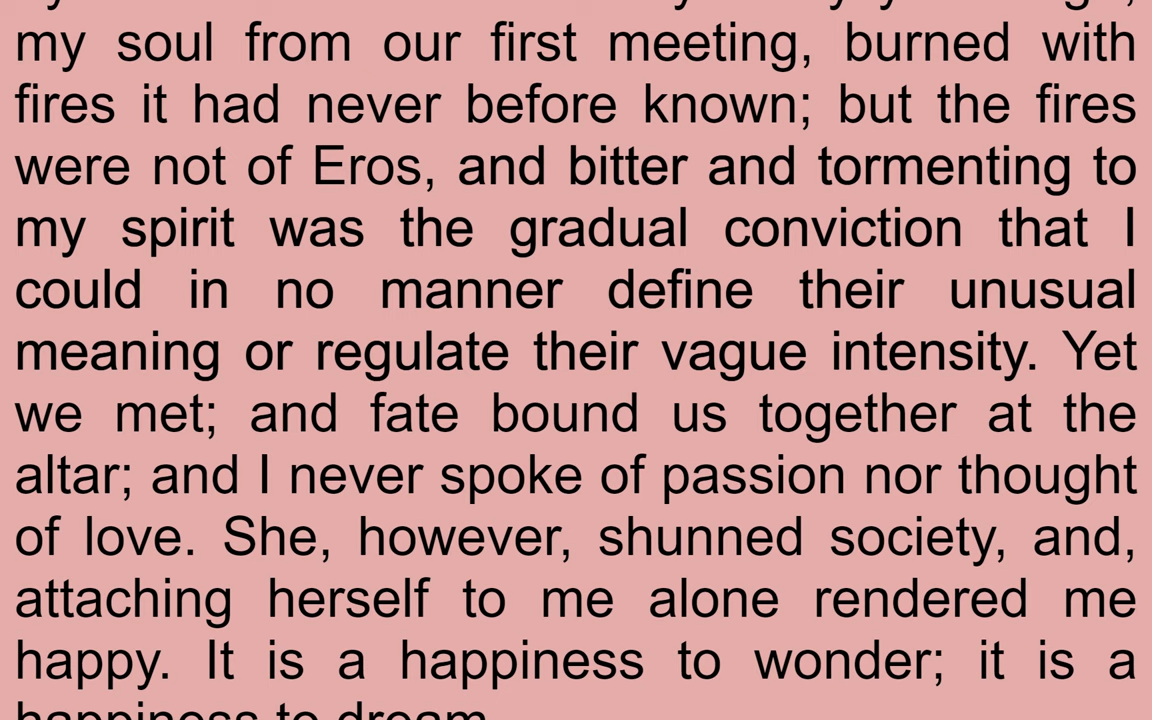 my soul from our first meeting, burned with
fires it had never before known; but the fires
were not of Eros, and bitter and tormenting to
my spirit was the gradual conviction that I
could in no manner define their unusual
meaning or regulate their vague intensity. Yet
we met; and fate bound us together at the
altar; and I never spoke of passion nor thought
of love. She, however, shunned society, and,
attaching herself to me alone rendered me
happy. It is a happiness to wonder; it is a
happiness to dream.